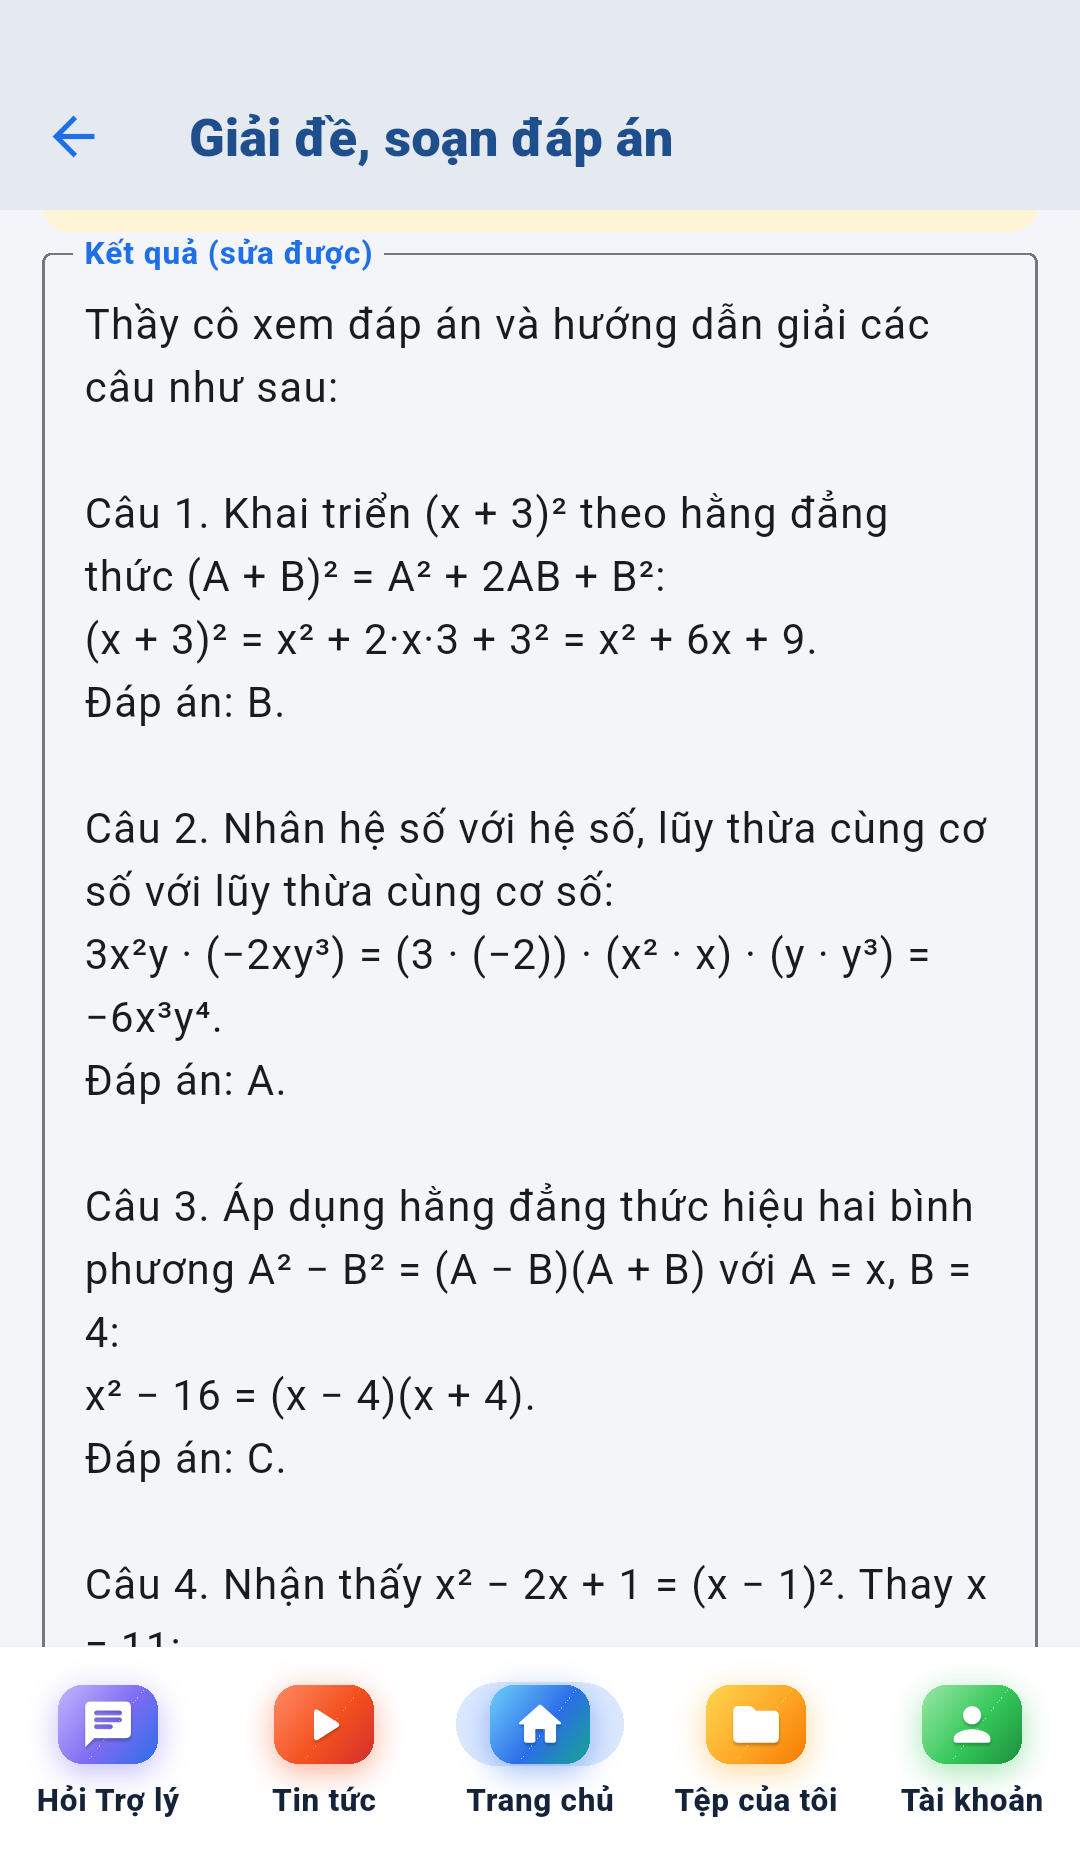 Giải đề, soạn đáp án
Kết quả (sửa được)
Thầy cô xem đáp án và hướng dẫn giải các
câu như sau:
Câu 1. Khai triển (x + 3)² theo hằng đẳng
thức (A + B)² = A² + 2AB + B²:
(x + 3)² = x² + 2·x·3 + 3² = x² + 6x + 9.
Đáp án: B.
Câu 2. Nhân hệ số với hệ số, lũy thừa cùng cơ
số với lũy thừa cùng cơ số:
3x²y · (−2xy³) = (3 · (−2)) · (x² · x) · (y · y³) =
−6x³y⁴.
Đáp án: A.
Câu 3. Áp dụng hằng đẳng thức hiệu hai bình
phương A² − B² = (A − B)(A + B) với A = x, B =
4:
x² − 16 = (x − 4)(x + 4).
Đáp án: C.
Câu 4. Nhận thấy x² − 2x + 1 = (x − 1)². Thay x
= 11:
Hỏi Trợ lý
Tin tức
Trang chủ
Tệp của tôi
Tài khoản